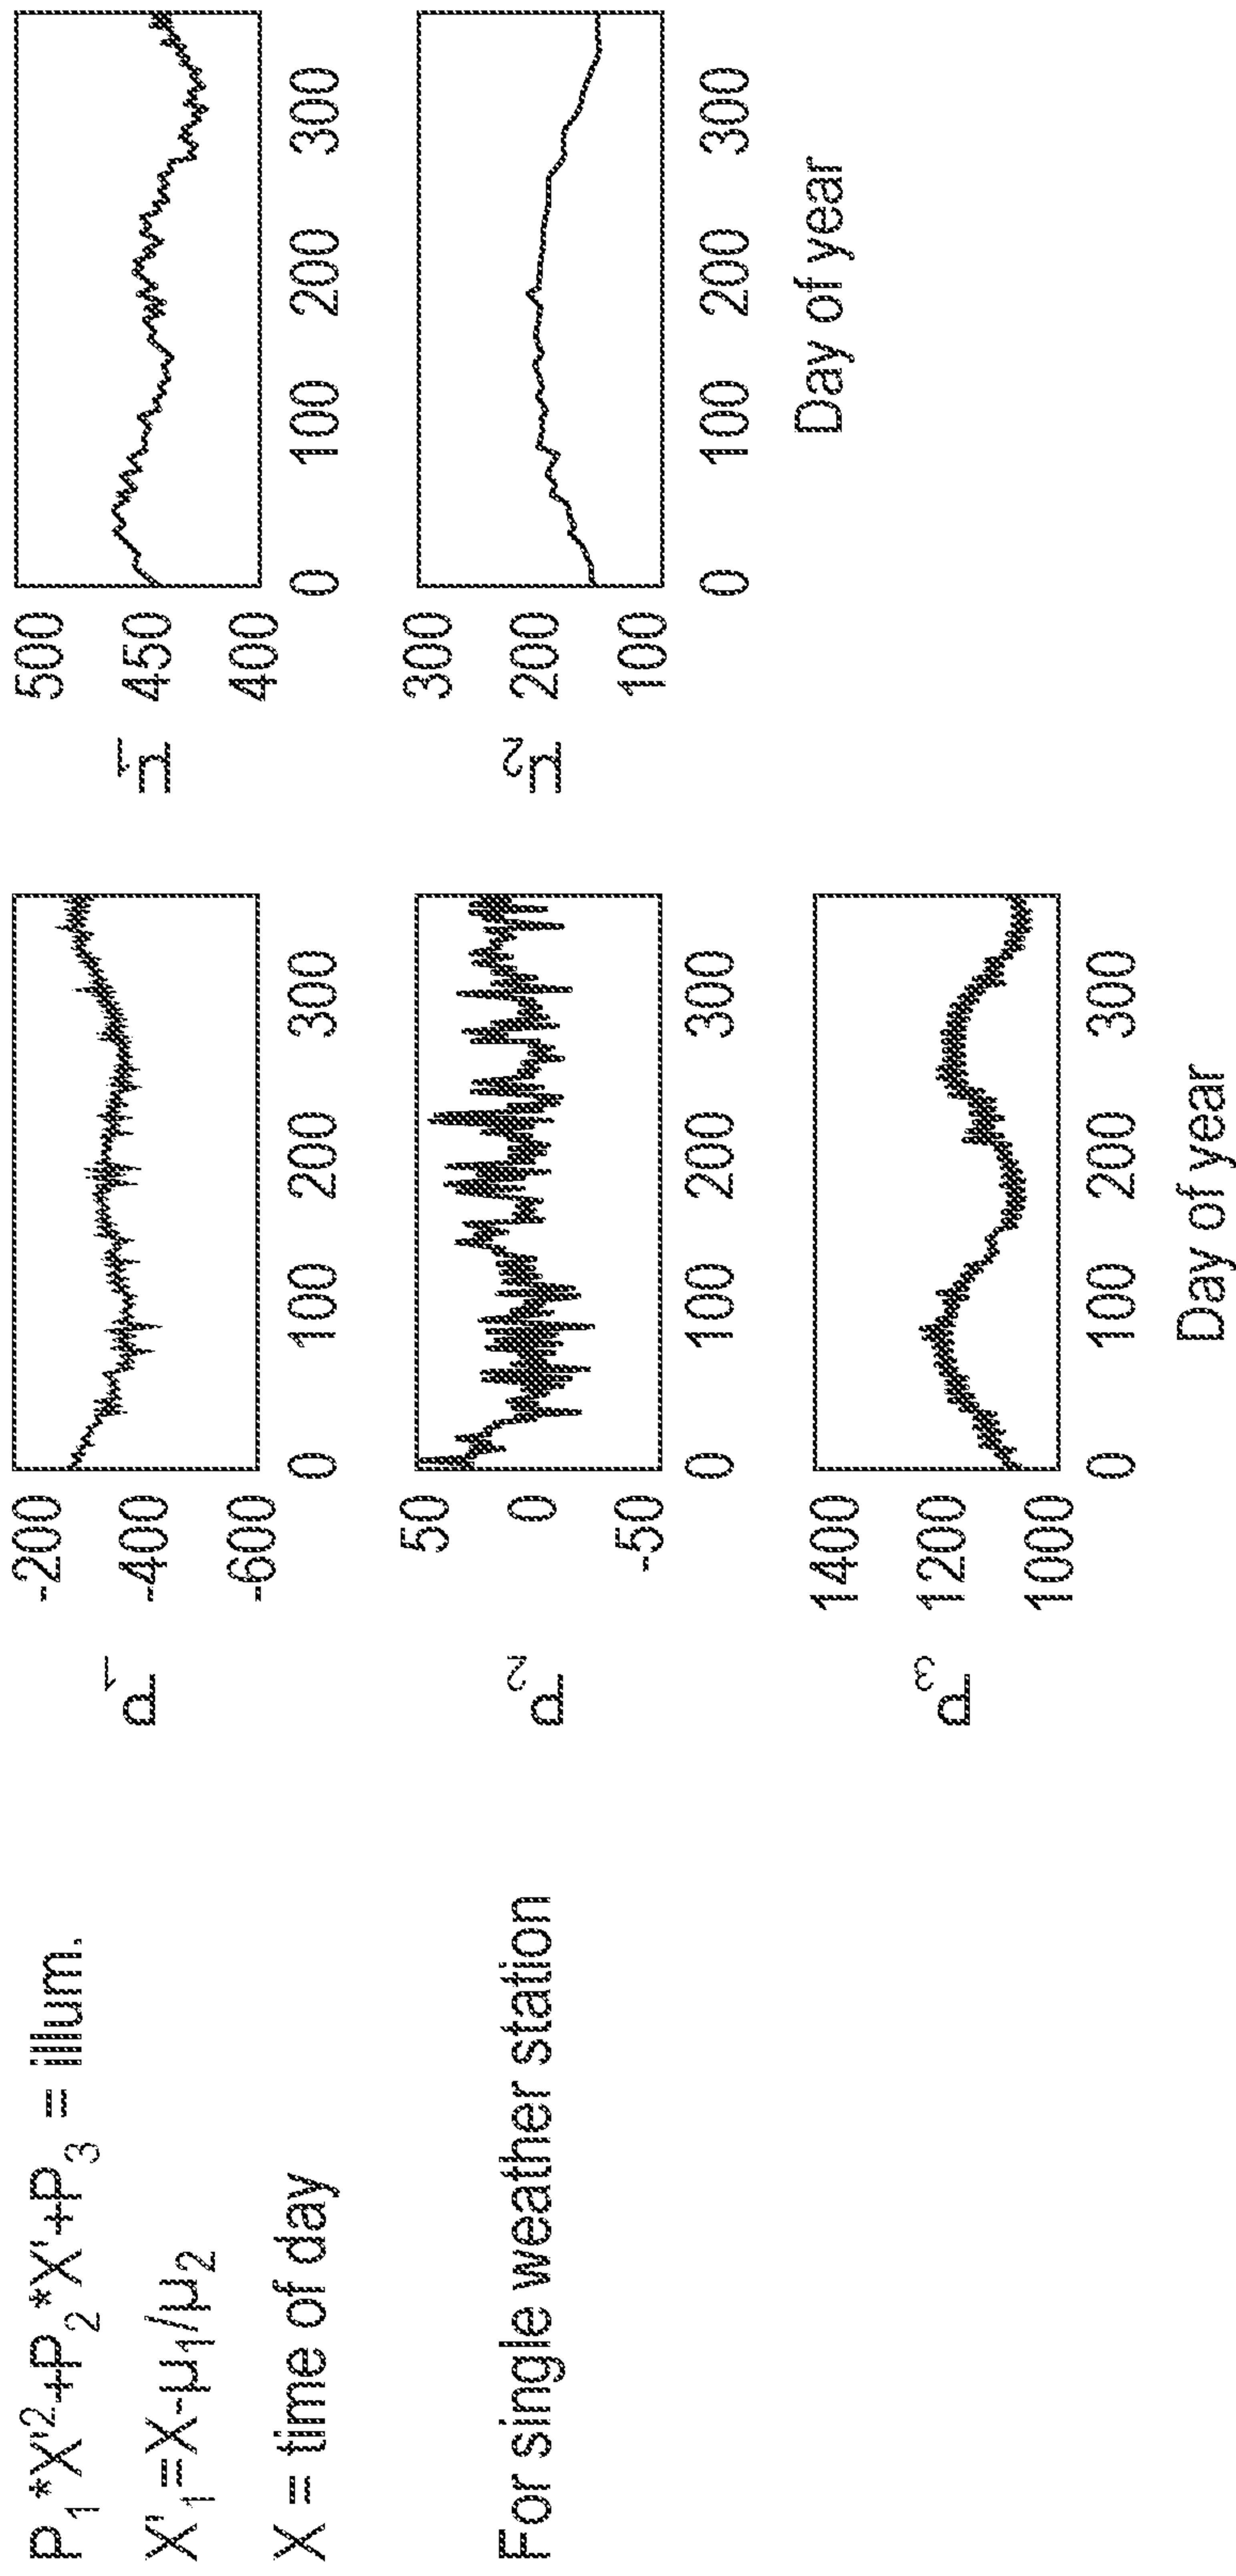 P₁*X'²+P₂*X'+P₃ = illum.
X'₁=X-μ₁/μ₂
X = time of day
For single weather station
P₁
-200
-400
-600
0 100 200 300
P₂
50
0
-50
0 100 200 300
P₃
1400
1200
1000
0 100 200 300
Day of year
μ₁
500
450
400
0 100 200 300
μ₂
300
200
100
0 100 200 300
Day of year